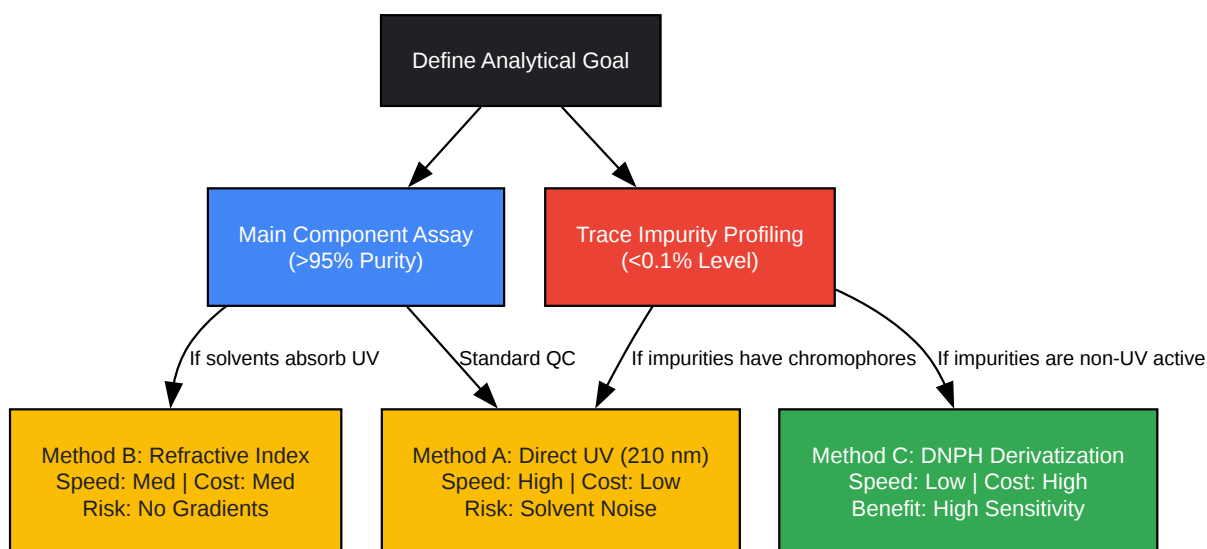 Define Analytical Goal
Main Component Assay
(>95% Purity)
Trace Impurity Profiling
(<0.1% Level)
If solvents absorb UV
Standard QC
If impurities have chromophores
If impurities are non-UV active
Method B: Refractive Index
Speed: Med | Cost: Med
Risk: No Gradients
Method A: Direct UV (210 nm)
Speed: High | Cost: Low
Risk: Solvent Noise
Method C: DNPH Derivatization
Speed: Low | Cost: High
Benefit: High Sensitivity